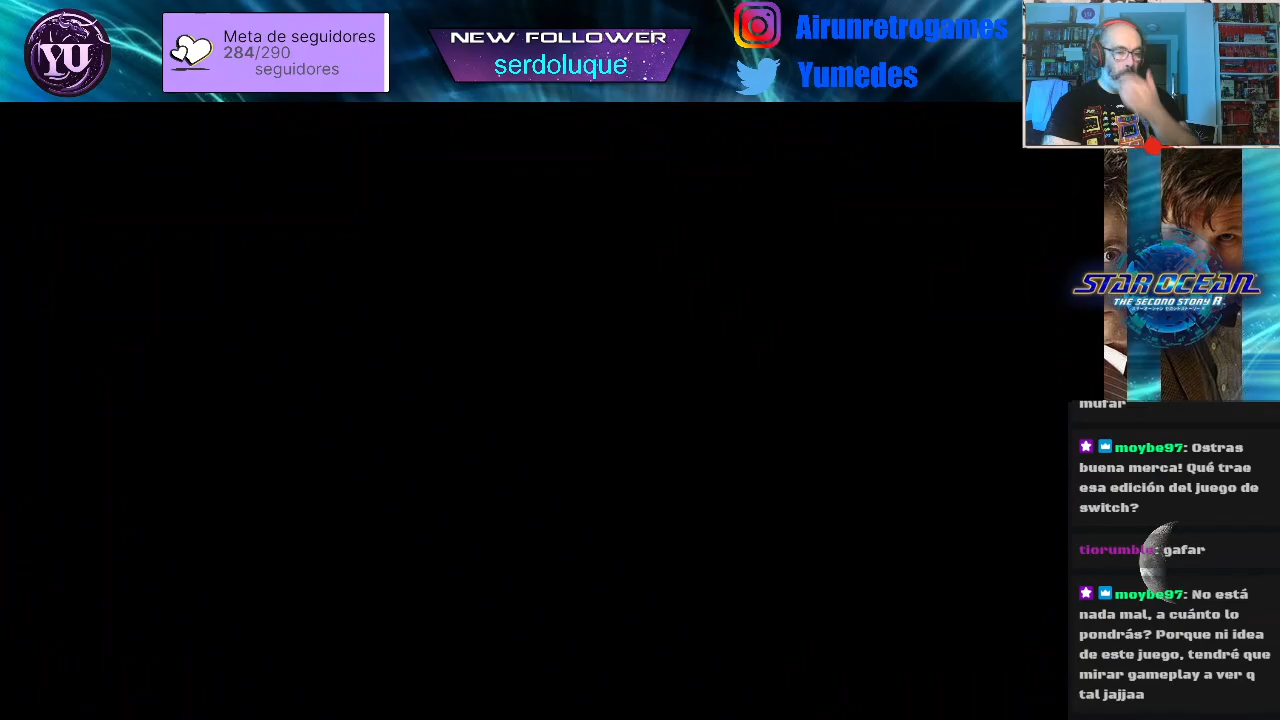 YU
Meta de seguidores
284/290
seguidores
NEW FOLLOWER
serdoluque
Airunretrogames
Yumedes
STAR OCEAN
THE SECOND STORY R
mufar
moybe97: Ostras
buena merca! Qué trae
esa edición del juego de
switch?
gafar
moybe97: No está
nada mal, a cuánto lo
pondrás? Porque ni idea
de este juego, tendré que
mirar gameplay a ver q
tal jajjaa